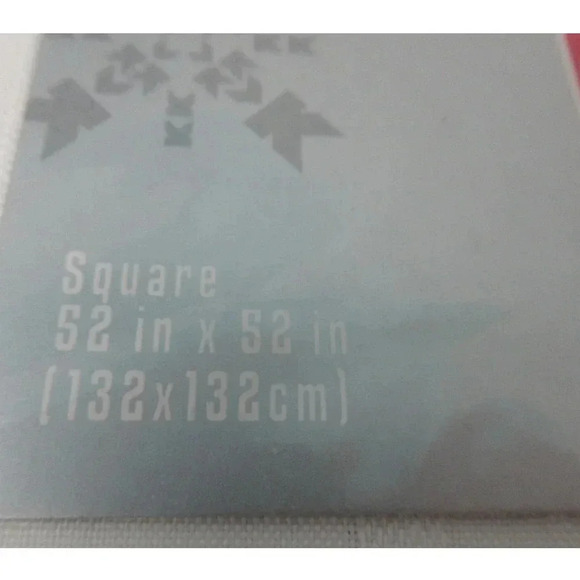 Square
52 in x 52 in
(132x132cm)